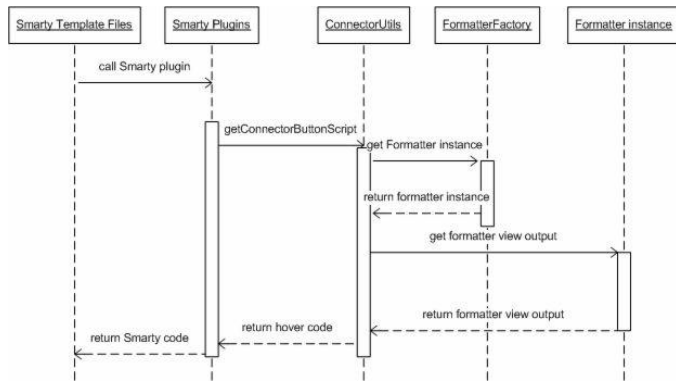 Smarty Template Files
Smarty Plugins
ConnectorUtils
FormatterFactory
Formatter instance
call Smarty plugin
getConnectorButtonScript
get Formatter instance
return formatter instance
get formatter view output
return formatter view output
return hover code
return Smarty code